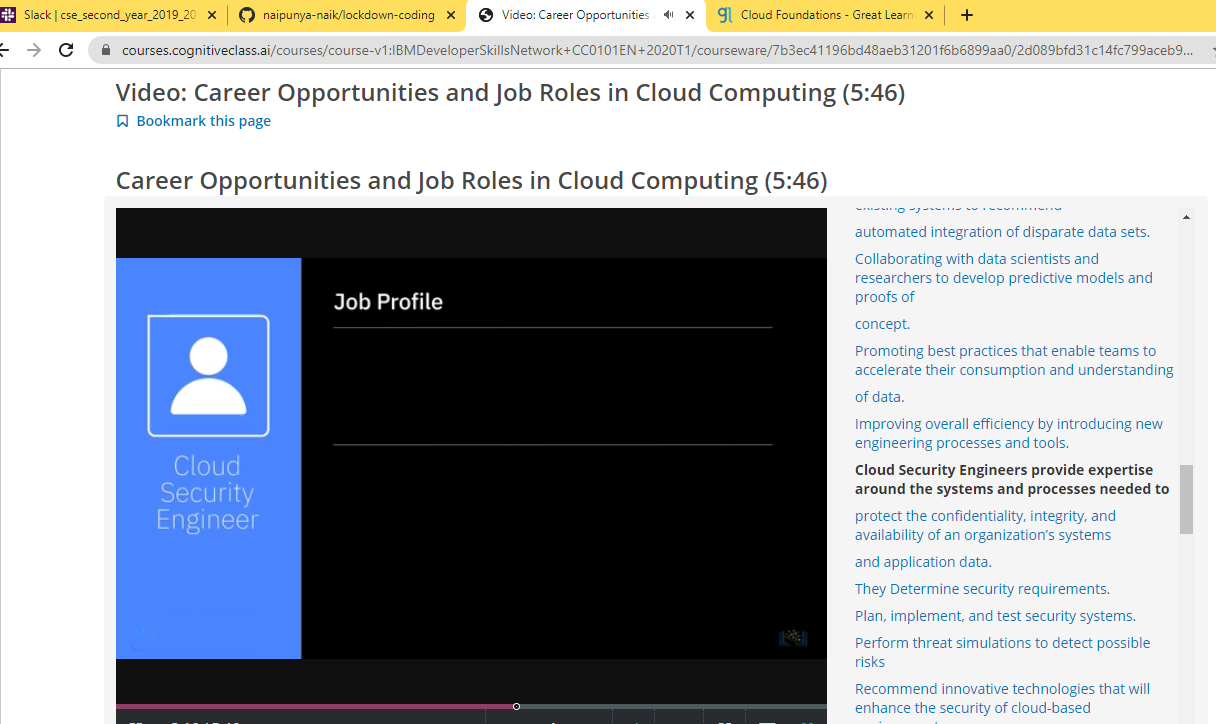 Slack | cse_second_year_2019_20
naipunya-naik/lockdown-coding
Video: Career Opportunities
Cloud Foundations - Great Learn
courses.cognitiveclass.ai/courses/course-v1:IBMDeveloperSkillsNetwork+CC0101EN+2020T1/courseware/7b3ec41196bd48aeb31201f6b6899aa0/2d089bfd31c14fc799aceb9...
Video: Career Opportunities and Job Roles in Cloud Computing (5:46)
Bookmark this page
Career Opportunities and Job Roles in Cloud Computing (5:46)
Job Profile
Cloud
Security
Engineer
existing systems to recommend
automated integration of disparate data sets.
Collaborating with data scientists and
researchers to develop predictive models and
proofs of
concept.
Promoting best practices that enable teams to
accelerate their consumption and understanding
of data.
Improving overall efficiency by introducing new
engineering processes and tools.
Cloud Security Engineers provide expertise
around the systems and processes needed to
protect the confidentiality, integrity, and
availability of an organization’s systems
and application data.
They Determine security requirements.
Plan, implement, and test security systems.
Perform threat simulations to detect possible
risks
Recommend innovative technologies that will
enhance the security of cloud-based